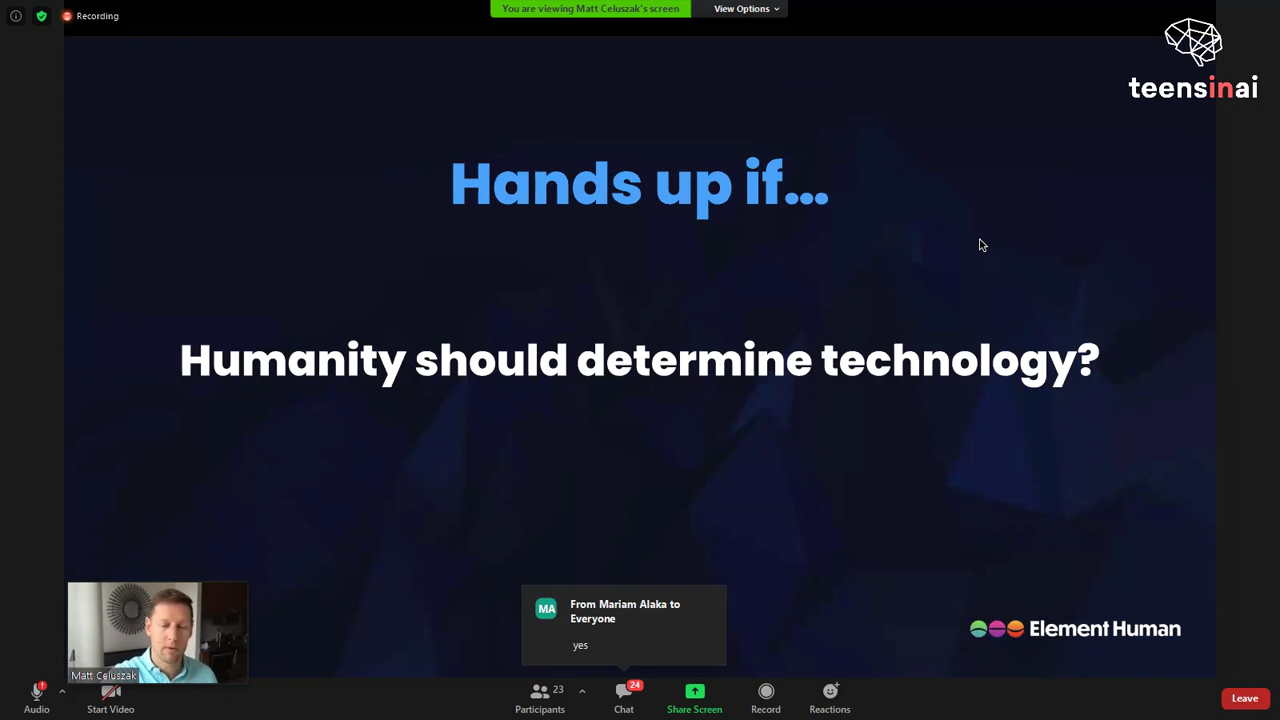 Recording
You are viewing Matt Celuszak's screen
View Options
teensinai
Hands up if...
Humanity should determine technology?
MA
From Mariam Alaka to
Everyone
yes
Element Human
Matt Celuszak
Audio
Start Video
23
Participants
24
Chat
Share Screen
Record
Reactions
Leave